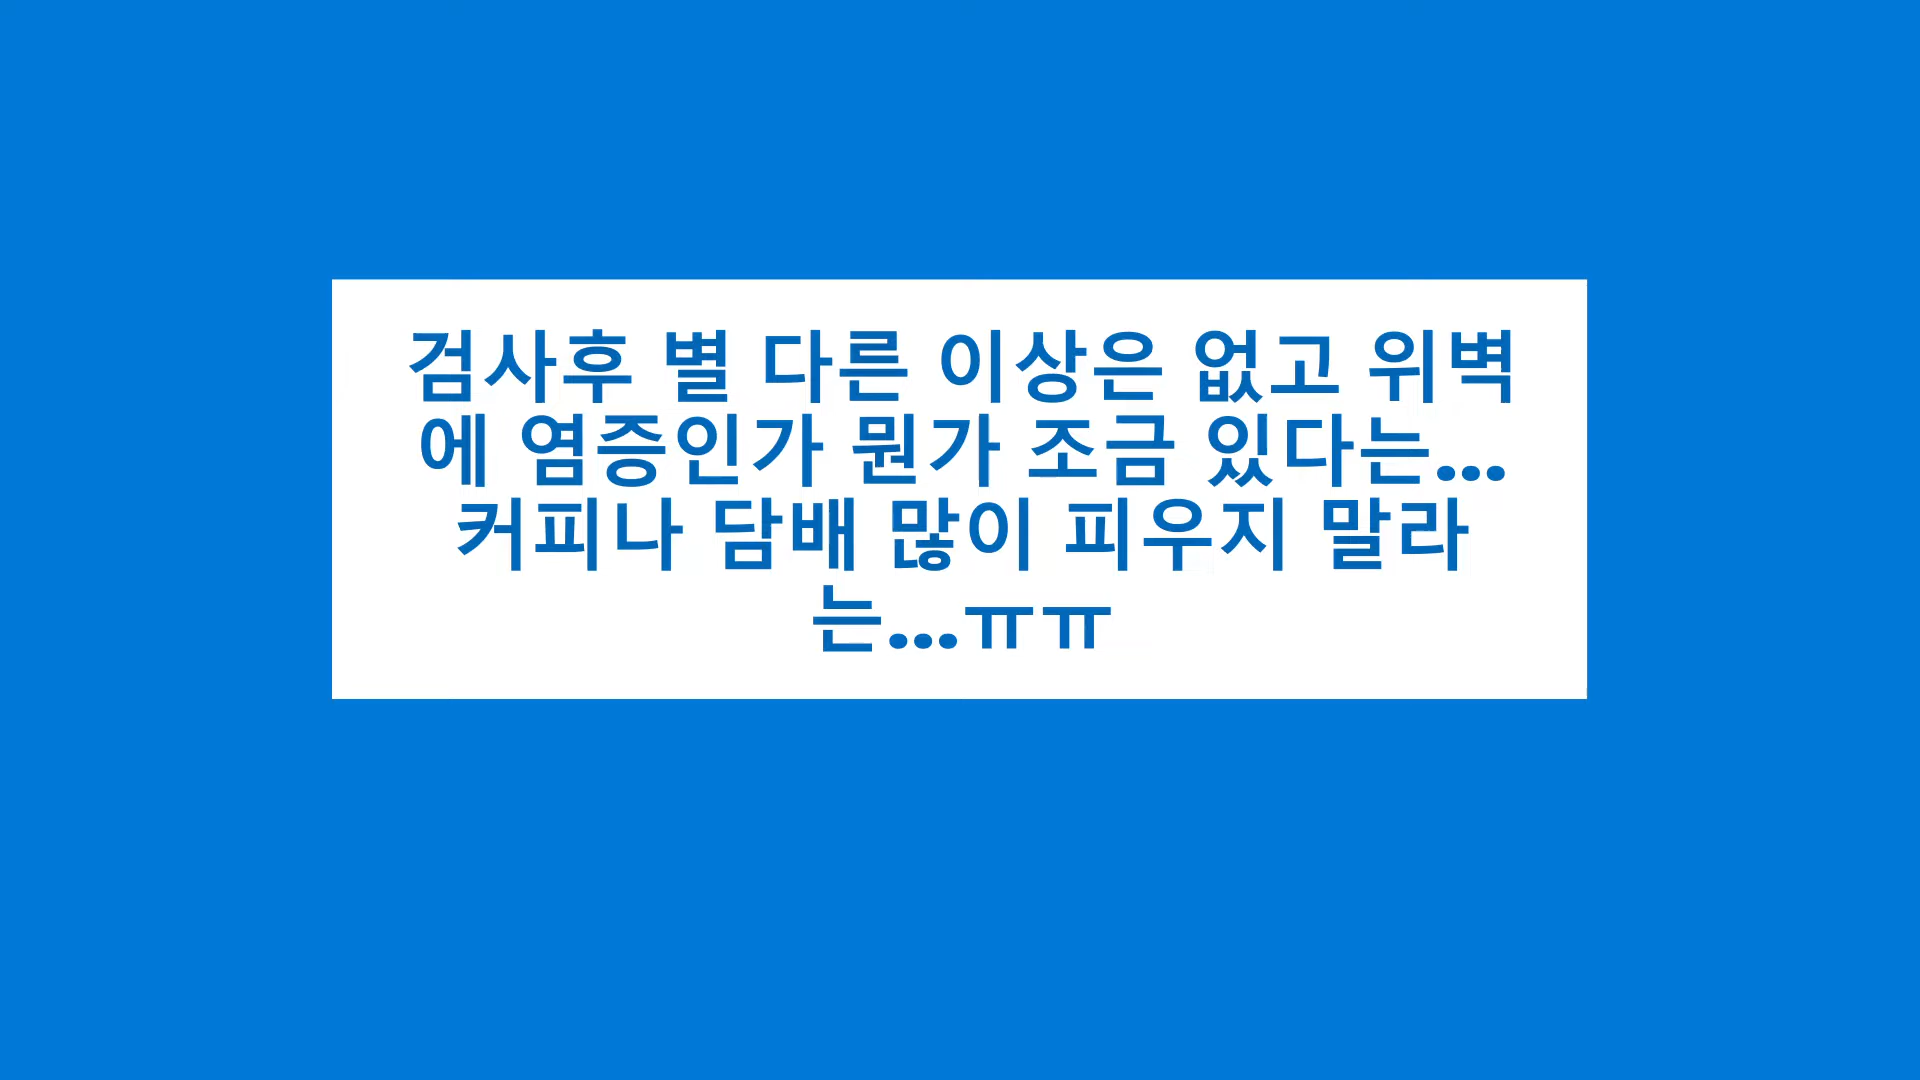 검사후 별 다른 이상은 없고 위벽
에 염증인가 뭔가 조금 있다는...
커피나 담배 많이 피우지 말라
는...ㅠㅠ